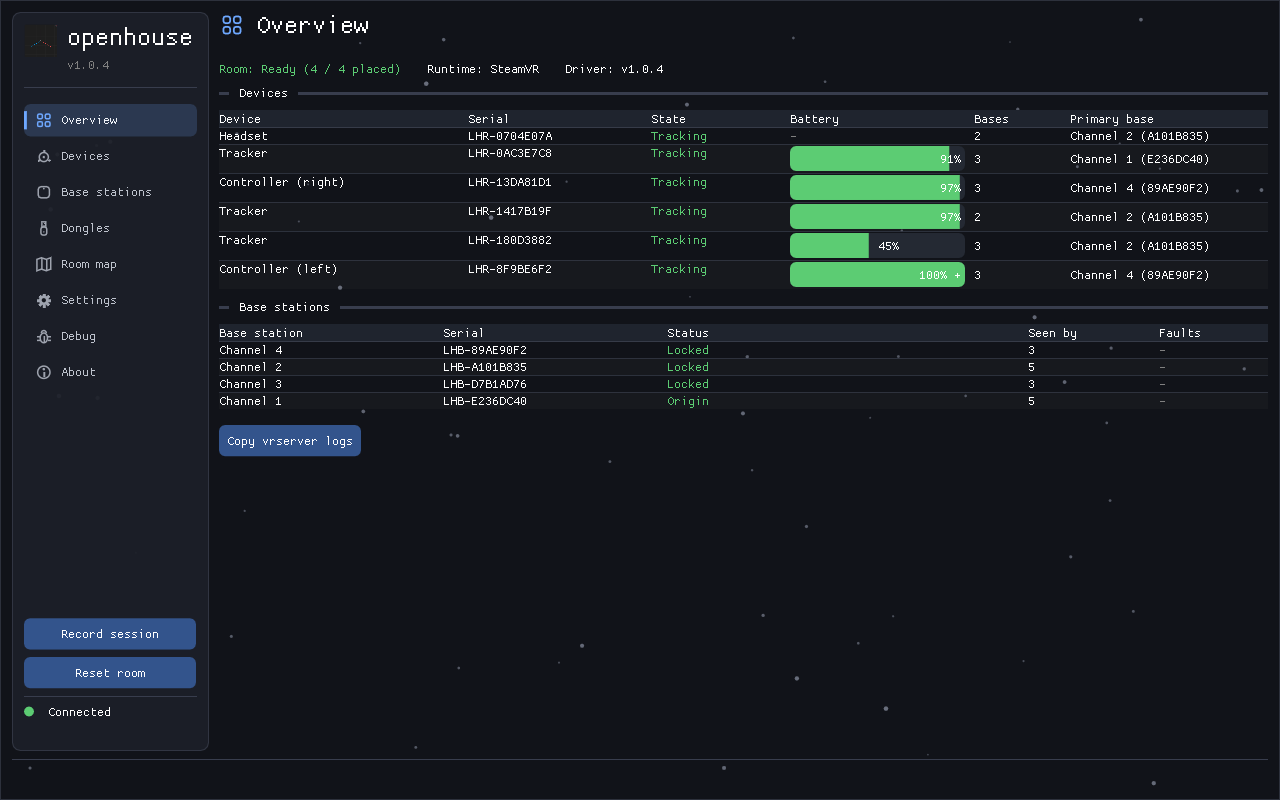 openhouse
v1.0.4
Overview
Devices
Base stations
Dongles
Room map
Settings
Debug
About
Record session
Reset room
Connected
Overview
Room: Ready (4 / 4 placed) Runtime: SteamVR Driver: v1.0.4
Devices
Device Serial State Battery Bases Primary base
Headset LHR-0704E07A Tracking - 2 Channel 2 (A101B835)
Tracker LHR-0AC3E7C8 Tracking 91% 3 Channel 1 (E236DC40)
Controller (right) LHR-13DA81D1 Tracking 97% 3 Channel 4 (89AE90F2)
Tracker LHR-1417B19F Tracking 97% 2 Channel 2 (A101B835)
Tracker LHR-180D3882 Tracking 45% 3 Channel 2 (A101B835)
Controller (left) LHR-8F9BE6F2 Tracking 100% + 3 Channel 4 (89AE90F2)
Base stations
Base station Serial Status Seen by Faults
Channel 4 LHB-89AE90F2 Locked 3 -
Channel 2 LHB-A101B835 Locked 5 -
Channel 3 LHB-D7B1AD76 Locked 3 -
Channel 1 LHB-E236DC40 Origin 5 -
Copy vrserver logs